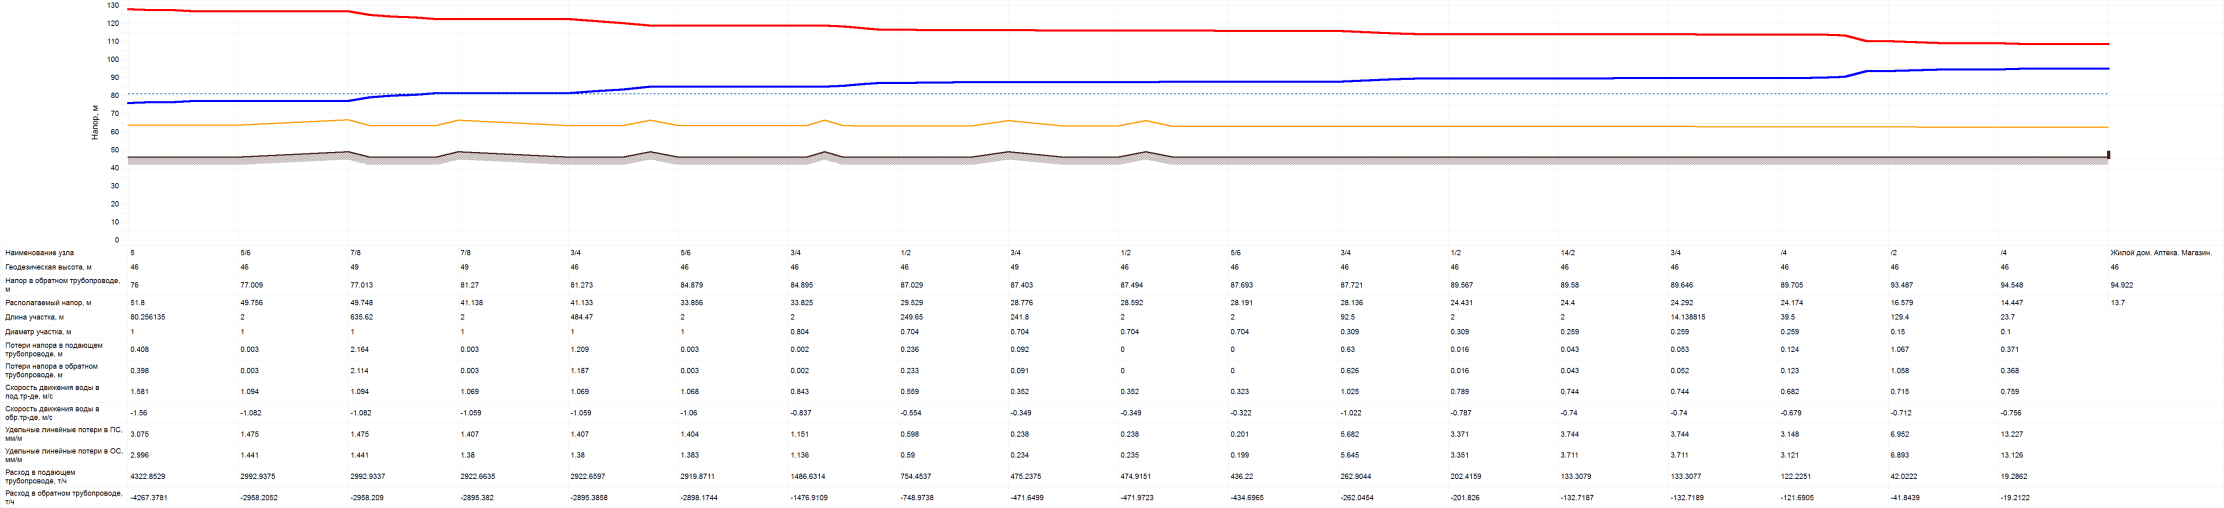 130
120
110
100
90
80
70
60
50
40
30
20
10
0
Напор, м
Наименование узла 5 5/6 7/8 7/8 3/4 5/6 3/4 1/2 3/4 1/2 5/6 3/4 1/2 14/2 3/4 /4 /2 /4 Жилой дом. Аптека. Магазин.
Геодезическая высота, м 46 46 49 49 46 46 46 46 49 46 46 46 46 46 46 46 46 46 46
Напор в обратном трубопроводе, 76 77.009 77.013 81.27 81.273 84.879 84.895 87.029 87.403 87.494 87.693 87.721 89.567 89.58 89.646 89.705 93.487 94.548 94.922
м
Располагаемый напор, м 51.8 49.756 49.748 41.138 41.133 33.856 33.825 29.529 28.776 28.592 28.191 28.136 24.431 24.4 24.292 24.174 16.579 14.447 13.7
Длина участка, м 80.256135 2 635.62 2 484.47 2 2 249.65 241.8 2 2 92.5 2 2 14.138815 39.5 129.4 23.7
Диаметр участка, м 1 1 1 1 1 1 0.804 0.704 0.704 0.704 0.704 0.309 0.309 0.259 0.259 0.259 0.15 0.1
Потери напора в подающем
трубопроводе, м 0.408 0.003 2.164 0.003 1.209 0.003 0.002 0.236 0.092 0 0 0.63 0.016 0.043 0.053 0.124 1.067 0.371
Потери напора в обратном
трубопроводе, м 0.398 0.003 2.114 0.003 1.187 0.003 0.002 0.233 0.091 0 0 0.626 0.016 0.043 0.052 0.123 1.058 0.368
Скорость движения воды в
под.тр-де, м/с 1.581 1.094 1.094 1.069 1.069 1.068 0.843 0.559 0.352 0.352 0.323 1.025 0.789 0.744 0.744 0.682 0.715 0.759
Скорость движения воды в
обр.тр-де, м/с -1.56 -1.082 -1.082 -1.059 -1.059 -1.06 -0.837 -0.554 -0.349 -0.349 -0.322 -1.022 -0.787 -0.74 -0.74 -0.679 -0.712 -0.756
Удельные линейные потери в ПС, 3.075 1.475 1.475 1.407 1.407 1.404 1.151 0.598 0.238 0.238 0.201 5.682 3.371 3.744 3.744 3.148 6.952 13.227
мм/м
Удельные линейные потери в ОС, 2.996 1.441 1.441 1.38 1.38 1.383 1.136 0.59 0.234 0.235 0.199 5.645 3.351 3.711 3.711 3.121 6.893 13.126
мм/м
Расход в подающем
трубопроводе, т/ч 4322.8529 2992.9375 2992.9337 2922.6635 2922.6597 2919.8711 1486.6314 754.4537 475.2375 474.9151 436.22 262.9044 202.4159 133.3079 133.3077 122.2251 42.0222 19.2862
Расход в обратном трубопроводе, -4267.3781 -2958.2052 -2958.209 -2895.382 -2895.3858 -2898.1744 -1476.9109 -748.9738 -471.6499 -471.9723 -434.6965 -262.0454 -201.826 -132.7187 -132.7189 -121.6905 -41.8439 -19.2122
т/ч